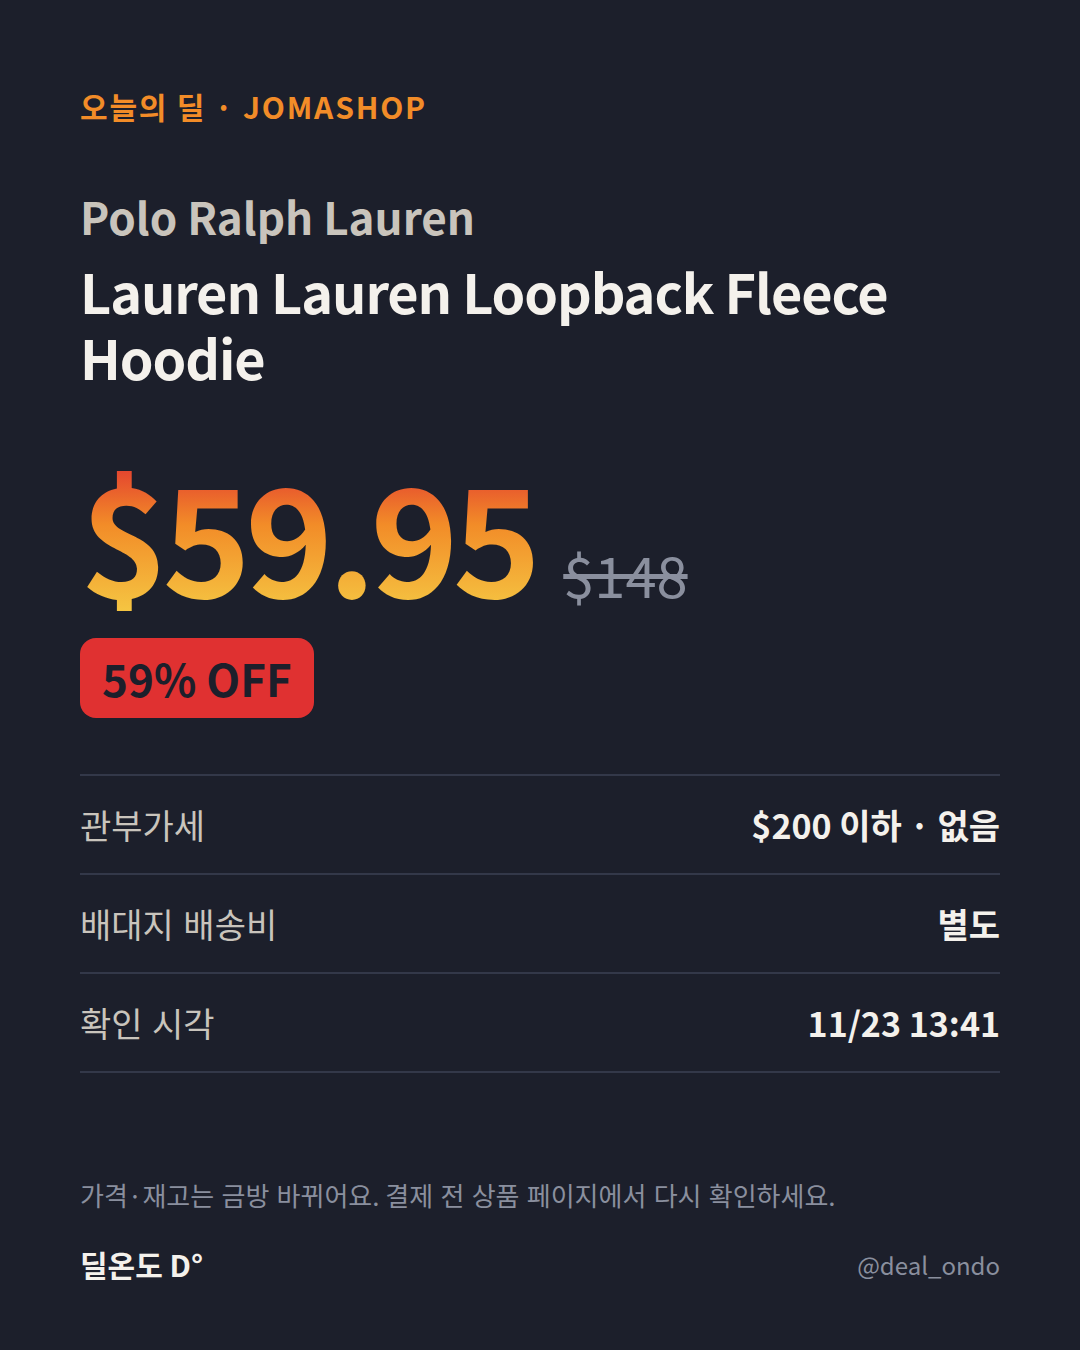 오늘의 딜 · JOMASHOP
Polo Ralph Lauren
Lauren Lauren Loopback Fleece
Hoodie
$59.95 $148
59% OFF
관부가세 $200 이하 · 없음
배대지 배송비 별도
확인 시각 11/23 13:41
가격·재고는 금방 바뀌어요. 결제 전 상품 페이지에서 다시 확인하세요.
딜온도 D° @deal_ondo